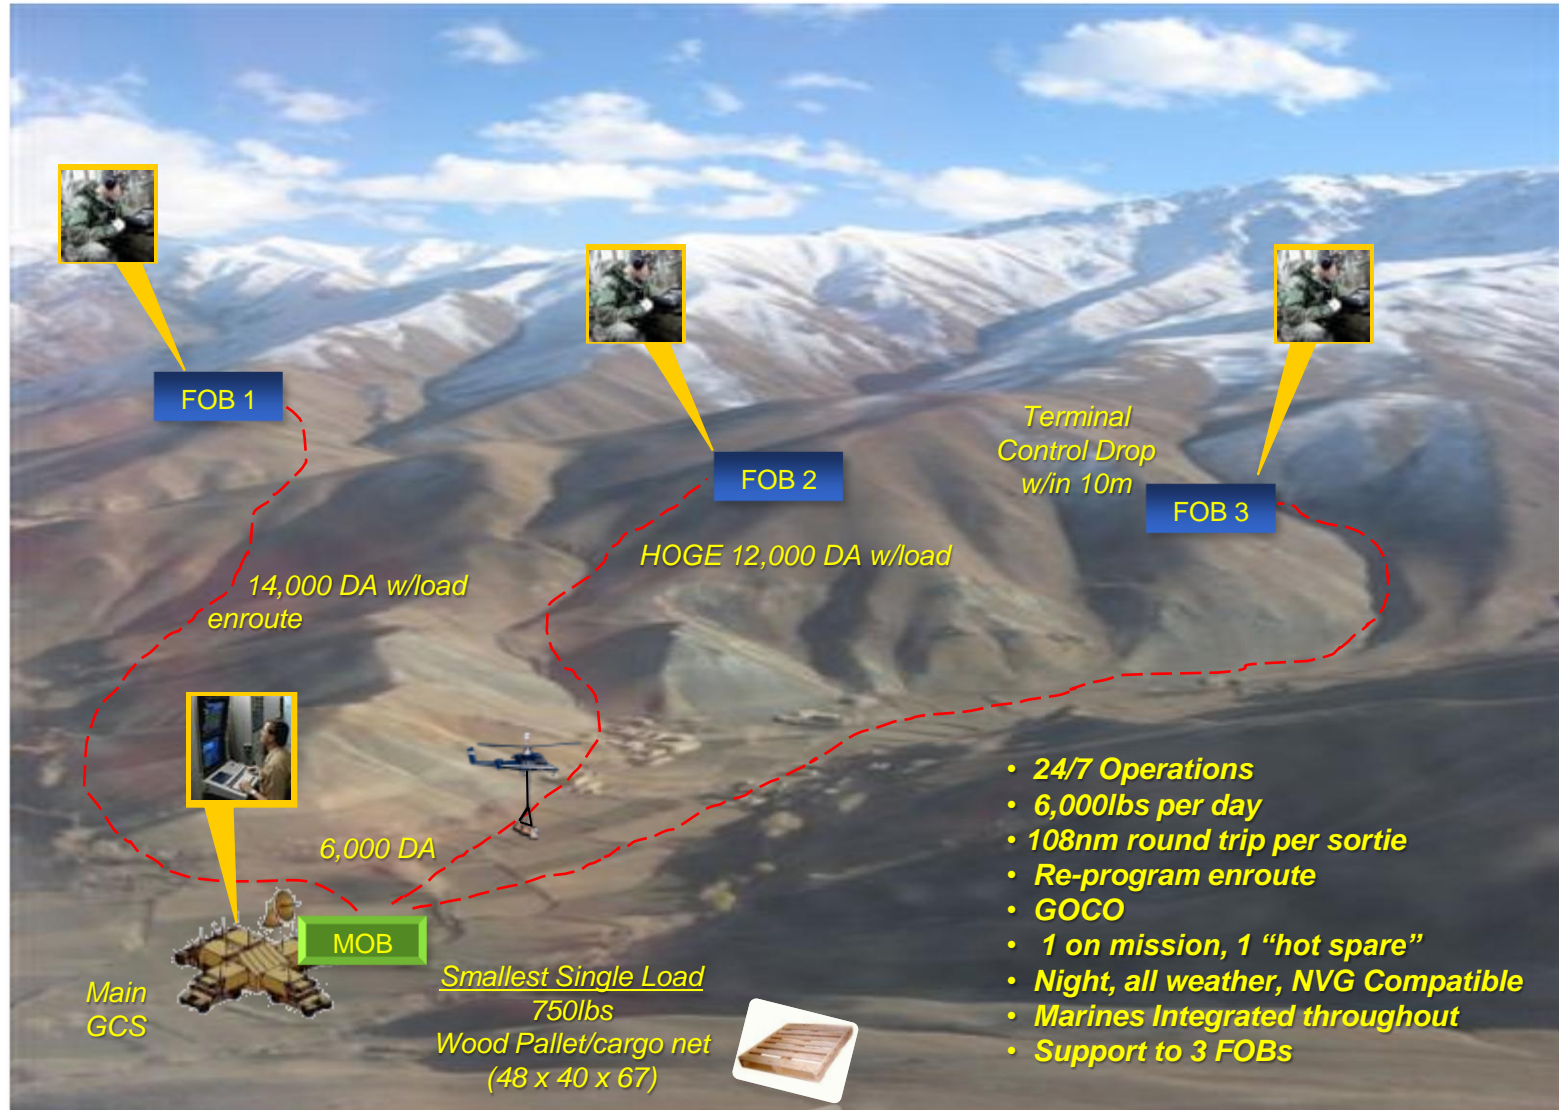 FOB 1
FOB 2
Terminal
Control Drop
w/in 10m
FOB 3
HOGE 12,000 DA w/load
14,000 DA w/load
enroute
6,000 DA
MOB
Main
GCS
Smallest Single Load
750lbs
Wood Pallet/cargo net
(48 x 40 x 67)
• 24/7 Operations
• 6,000lbs per day
• 108nm round trip per sortie
• Re-program enroute
• GOCO
• 1 on mission, 1 “hot spare”
• Night, all weather, NVG Compatible
• Marines Integrated throughout
• Support to 3 FOBs